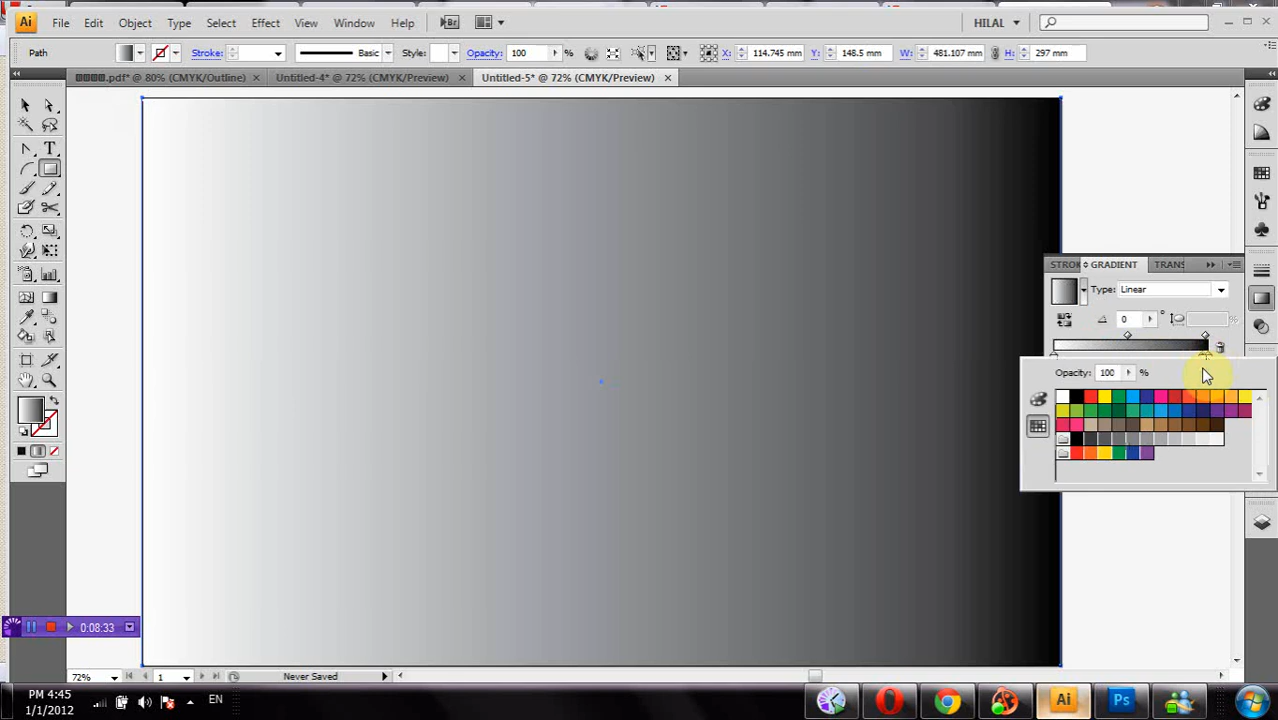 Ai File Edit Object Type Select Effect View Window Help Br HILAL
Path Stroke: Basic Style: Opacity: 100 % X: 114.745 mm Y: 148.5 mm W: 481.107 mm H: 297 mm
.pdf* @ 80% (CMYK/Outline) Untitled-4* @ 72% (CMYK/Preview) Untitled-5* @ 72% (CMYK/Preview)
STROK GRADIENT TRANS
Type: Linear
0 ° %
Opacity: 100 %
0:08:33
72% 1 Never Saved
PM 4:45 EN Ai Ps
1/1/2012